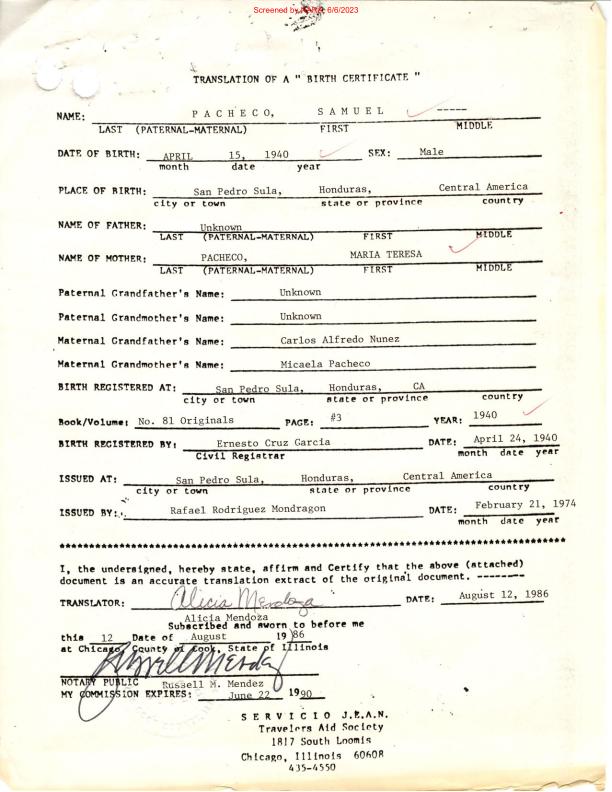 Screened by NARA, 6/6/2023
TRANSLATION OF A " BIRTH CERTIFICATE "
NAME: PACHECO, SAMUEL -----
LAST (PATERNAL-MATERNAL) FIRST MIDDLE
DATE OF BIRTH: APRIL 15, 1940 SEX: Male
month date year
PLACE OF BIRTH: San Pedro Sula, Honduras, Central America
city or town state or province country
NAME OF FATHER: Unknown
LAST (PATERNAL-MATERNAL) FIRST MIDDLE
NAME OF MOTHER: PACHECO, MARIA TERESA
LAST (PATERNAL-MATERNAL) FIRST MIDDLE
Paternal Grandfather's Name: Unknown
Paternal Grandmother's Name: Unknown
Maternal Grandfather's Name: Carlos Alfredo Nunez
Maternal Grandmother's Name: Micaela Pacheco
BIRTH REGISTERED AT: San Pedro Sula, Honduras, CA
city or town state or province country
Book/Volume: No. 81 Originals PAGE: #3 YEAR: 1940
BIRTH REGISTERED BY: Ernesto Cruz Garcia DATE: April 24, 1940
Civil Registrar month date year
ISSUED AT: San Pedro Sula, Honduras, Central America
city or town state or province country
ISSUED BY: Rafael Rodriguez Mondragon DATE: February 21, 1974
month date year
I, the undersigned, hereby state, affirm and Certify that the above (attached)
document is an accurate translation extract of the original document. --------
TRANSLATOR: Alicia Mendoza DATE: August 12, 1986
Alicia Mendoza
Subscribed and sworn to before me
this 12 Date of August 1986
at Chicago, County of Cook, State of Illinois
Russell Mendez
NOTARY PUBLIC Russell M. Mendez
MY COMMISSION EXPIRES: June 22 1990
SERVICIO J.E.A.N.
Travelers Aid Society
1817 South Loomis
Chicago, Illinois 60608
435-4550